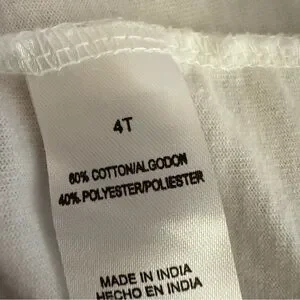 4T
60% COTTON/ALGODON
40% POLYESTER/POLIESTER
MADE IN INDIA
HECHO EN INDIA